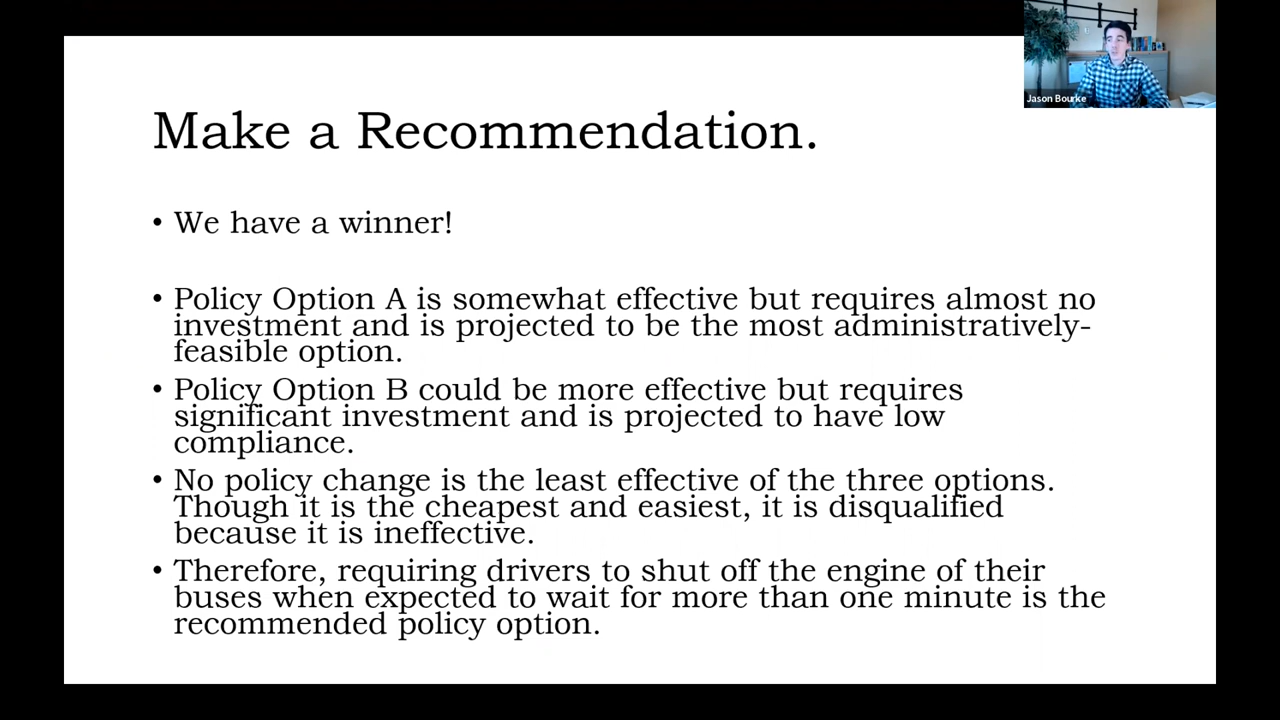 Jason Bourke
Make a Recommendation.
• We have a winner!
• Policy Option A is somewhat effective but requires almost no
investment and is projected to be the most administratively-
feasible option.
• Policy Option B could be more effective but requires
significant investment and is projected to have low
compliance.
• No policy change is the least effective of the three options.
Though it is the cheapest and easiest, it is disqualified
because it is ineffective.
• Therefore, requiring drivers to shut off the engine of their
buses when expected to wait for more than one minute is the
recommended policy option.